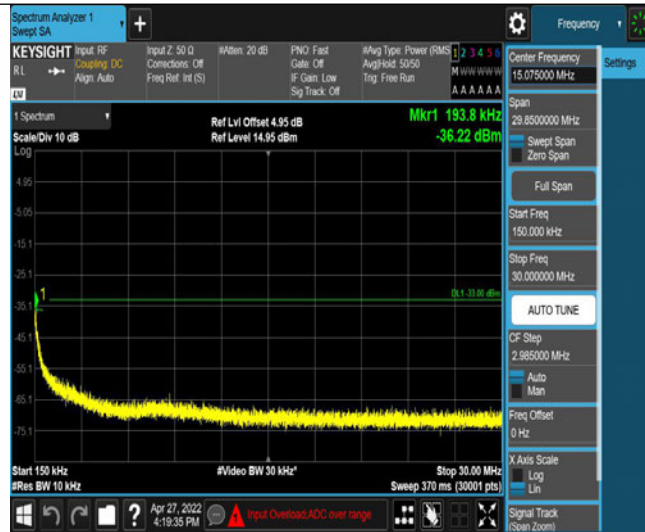 Spectrum Analyzer 1
Swept SA
+
Frequency
KEYSIGHT
RL
LXI
Input: RF
Coupling: DC
Align: Auto
Input Z: 50 Ω
Corrections: Off
Freq Ref: Int (S)
#Atten: 20 dB
PNO: Fast
Gate: Off
IF Gain: Low
Sig Track: Off
#Avg Type: Power (RMS
Avg|Hold: 50/50
Trig: Free Run
1 2 3 4 5 6
M W W W W W
A A A A A A
Settings
Center Frequency
15.075000 MHz
Span
29.8500000 MHz
Swept Span
Zero Span
Full Span
Start Freq
150.000 kHz
Stop Freq
30.000000 MHz
AUTO TUNE
CF Step
2.985000 MHz
Auto
Man
Freq Offset
0 Hz
X Axis Scale
Log
Lin
Signal Track
(Span Zoom)
1 Spectrum
Scale/Div 10 dB
Log
Ref Lvl Offset 4.95 dB
Ref Level 14.95 dBm
Mkr1 193.8 kHz
-36.22 dBm
4.95
-5.05
-15.1
-25.1
-35.1
-45.1
-55.1
-65.1
-75.1
1
DL1 -33.00 dBm
Start 150 kHz
#Res BW 10 kHz
#Video BW 30 kHz*
Stop 30.00 MHz
Sweep 370 ms (30001 pts)
?
Apr 27, 2022
4:19:35 PM
Input Overload;ADC over range